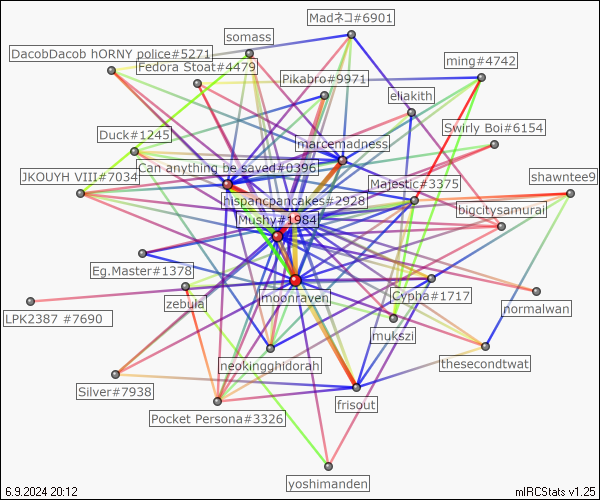 Madネコ#6901
somass
DacobDacob hORNY police#5271
ming#4742
Fedora Stoat#4479
Pikabro#9971
eliakith
Swirly Boi#6154
Duck#1245
marcemadness
Can anything be saved#0396
JKOUYH VIII#7034
shawntee9
Majestic#3375
hispancpancakes#2928
bigcitysamurai
Mushy#1984
Eg.Master#1378
moonraven
Cypha#1717
zebula
normalwan
LPK2387 #7690
mukszi
neokingghidorah
thesecondtwat
Silver#7938
frisout
Pocket Persona#3326
yoshimanden
6.9.2024 20:12
mIRCStats v1.25